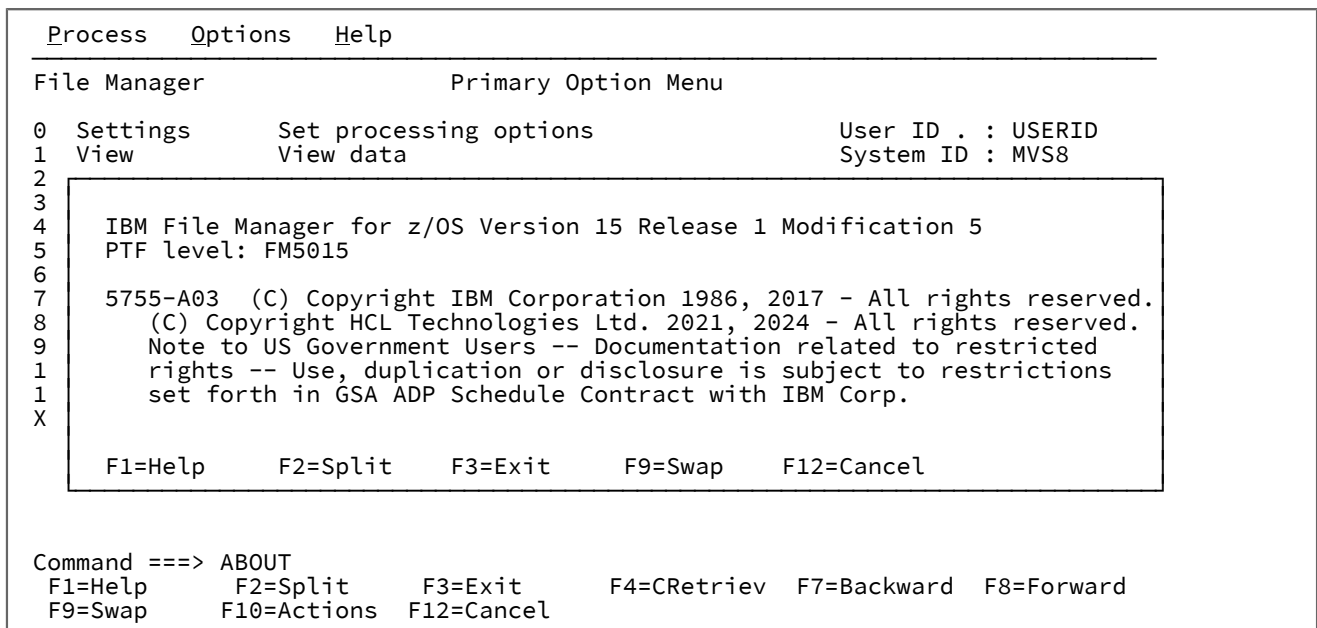 Process   Options   Help
File Manager                 Primary Option Menu
0  Settings      Set processing options                 User ID . : USERID
1  View          View data                              System ID : MVS8
2
3
4    IBM File Manager for z/OS Version 15 Release 1 Modification 5
5    PTF level: FM5015
6
7    5755-A03  (C) Copyright IBM Corporation 1986, 2017 - All rights reserved.
8       (C) Copyright HCL Technologies Ltd. 2021, 2024 - All rights reserved.
9       Note to US Government Users -- Documentation related to restricted
1       rights -- Use, duplication or disclosure is subject to restrictions
1       set forth in GSA ADP Schedule Contract with IBM Corp.
X
F1=Help     F2=Split    F3=Exit     F9=Swap    F12=Cancel
Command ===> ABOUT
F1=Help      F2=Split     F3=Exit      F4=CRetriev  F7=Backward  F8=Forward
F9=Swap     F10=Actions  F12=Cancel